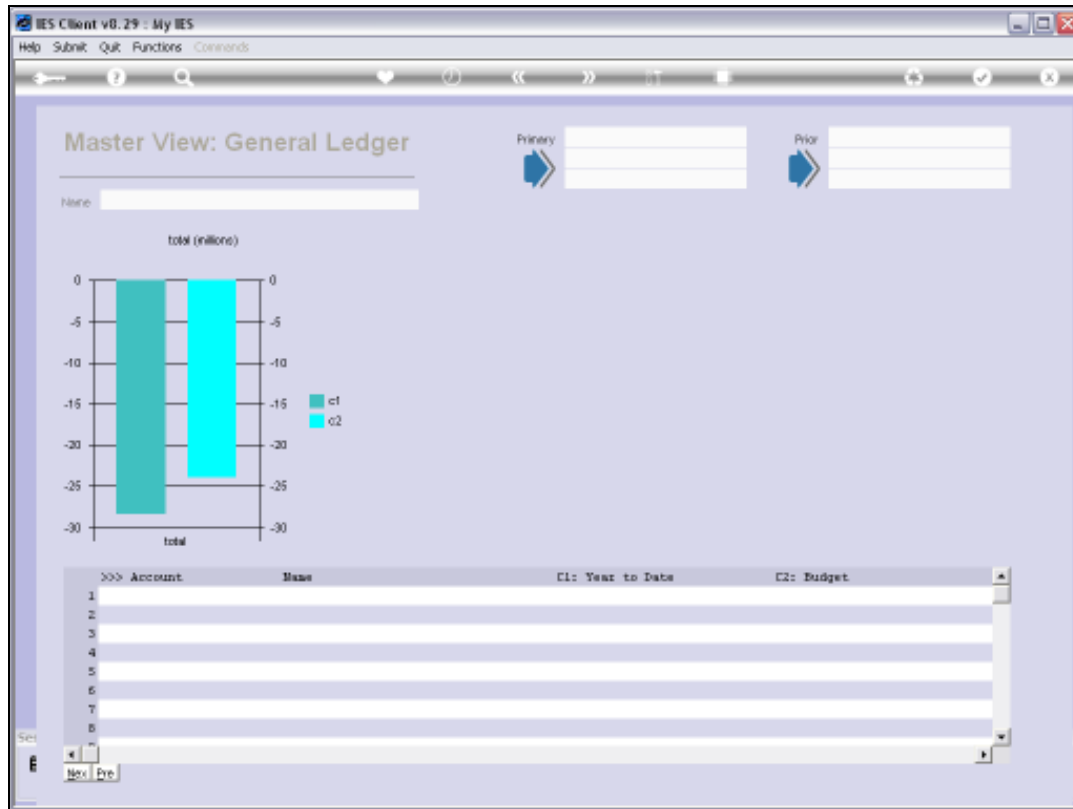 IES Client v8.29 : My IES
Help Submit Quit Functions Commands
Master View: General Ledger
Primary
Prior
Name
total (millions)
0 0
-5 -5
-10 -10
-15 -15
-20 -20
-25 -25
-30 -30
total
c1
c2
>>> Account Name C1: Year to Date C2: Budget
1
2
3
4
5
6
7
8
Nex Pre